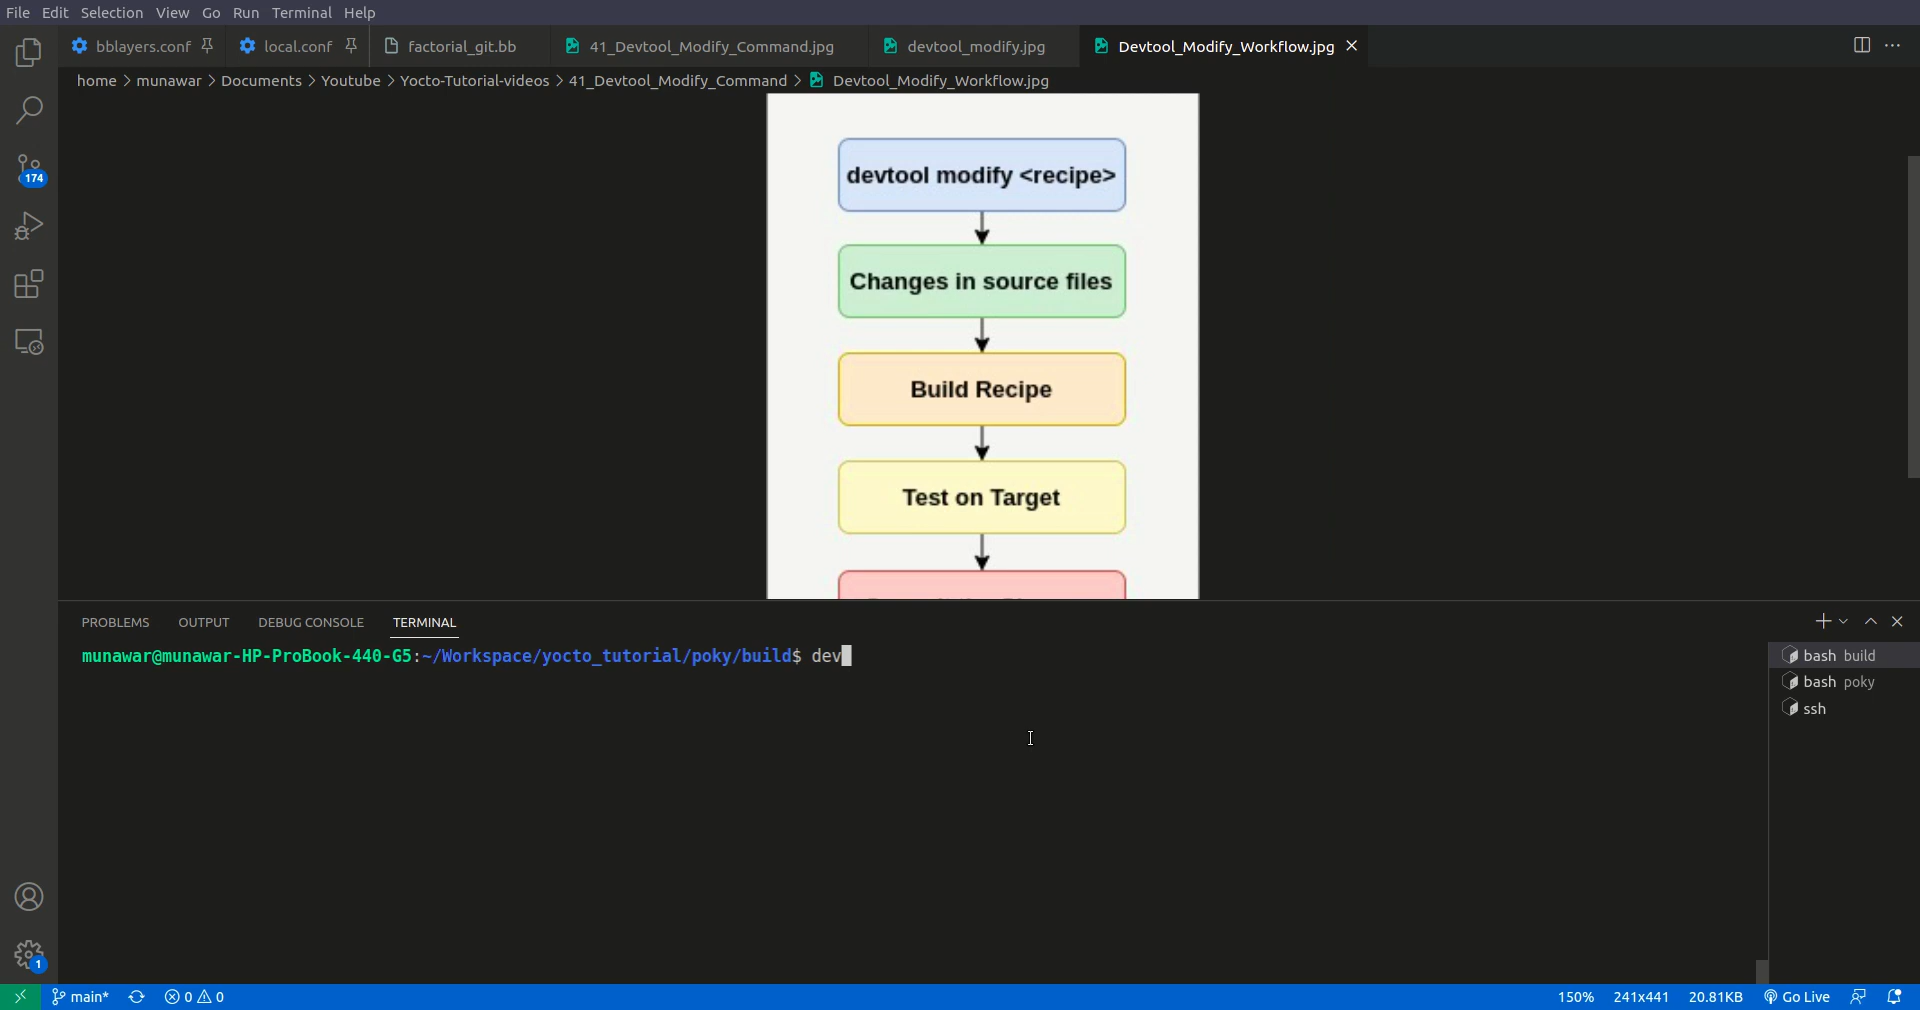 File Edit Selection View Go Run Terminal Help
bblayers.conf local.conf factorial_git.bb 41_Devtool_Modify_Command.jpg devtool_modify.jpg Devtool_Modify_Workflow.jpg
home > munawar > Documents > Youtube > Yocto-Tutorial-videos > 41_Devtool_Modify_Command > Devtool_Modify_Workflow.jpg
174
devtool modify <recipe>
Changes in source files
Build Recipe
Test on Target
PROBLEMS OUTPUT DEBUG CONSOLE TERMINAL
munawar@munawar-HP-ProBook-440-G5:~/Workspace/yocto_tutorial/poky/build$ dev
bash build
bash poky
ssh
1
main* 0 0 150% 241x441 20.81KB Go Live